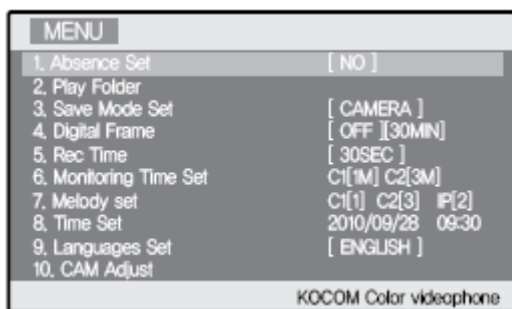 MENU
1. Absence Set [ NO ]
2. Play Folder
3. Save Mode Set [ CAMERA ]
4. Digital Frame [ OFF ][30MIN]
5. Rec Time [ 30SEC ]
6. Monitoring Time Set C1[1M] C2[3M]
7. Melody set C1[1] C2[3] IP[2]
8. Time Set 2010/09/28 09:30
9. Languages Set [ ENGLISH ]
10. CAM Adjust
KOCOM Color videophone